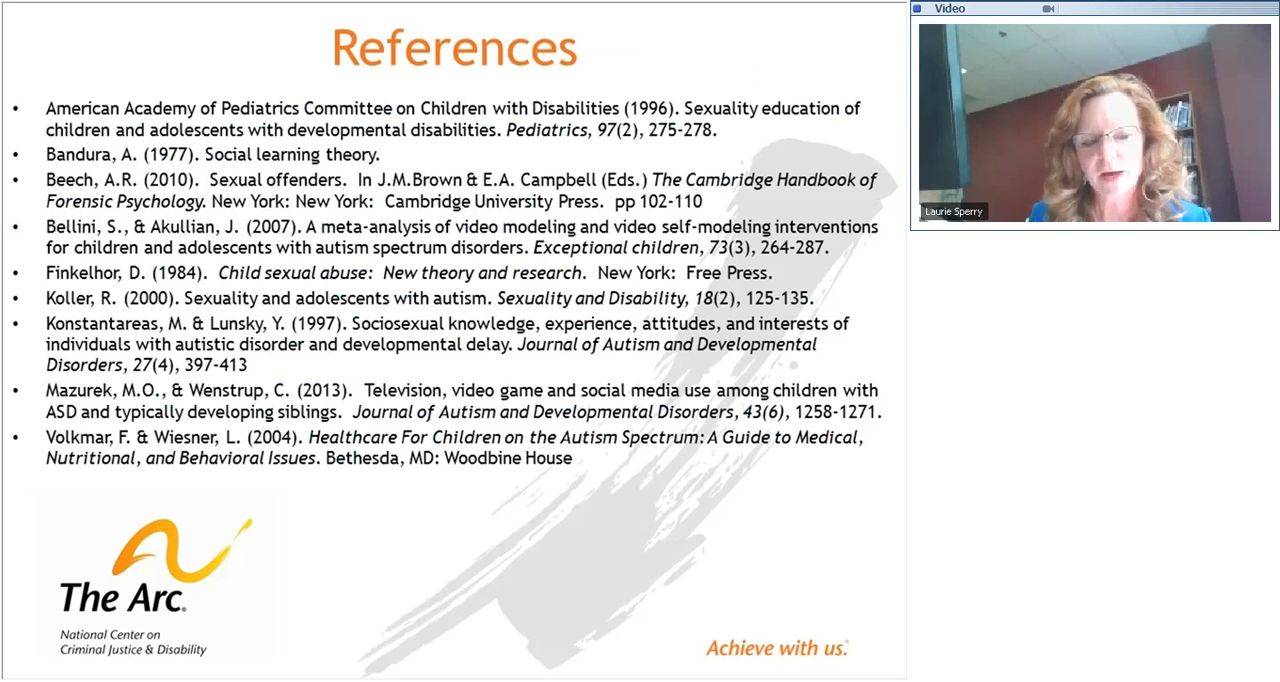 References
• American Academy of Pediatrics Committee on Children with Disabilities (1996). Sexuality education of
children and adolescents with developmental disabilities. Pediatrics, 97(2), 275-278.
• Bandura, A. (1977). Social learning theory.
• Beech, A.R. (2010). Sexual offenders. In J.M.Brown & E.A. Campbell (Eds.) The Cambridge Handbook of
Forensic Psychology. New York: New York: Cambridge University Press. pp 102-110
• Bellini, S., & Akullian, J. (2007). A meta-analysis of video modeling and video self-modeling interventions
for children and adolescents with autism spectrum disorders. Exceptional children, 73(3), 264-287.
• Finkelhor, D. (1984). Child sexual abuse: New theory and research. New York: Free Press.
• Koller, R. (2000). Sexuality and adolescents with autism. Sexuality and Disability, 18(2), 125-135.
• Konstantareas, M. & Lunsky, Y. (1997). Sociosexual knowledge, experience, attitudes, and interests of
individuals with autistic disorder and developmental delay. Journal of Autism and Developmental
Disorders, 27(4), 397-413
• Mazurek, M.O., & Wenstrup, C. (2013). Television, video game and social media use among children with
ASD and typically developing siblings. Journal of Autism and Developmental Disorders, 43(6), 1258-1271.
• Volkmar, F. & Wiesner, L. (2004). Healthcare For Children on the Autism Spectrum: A Guide to Medical,
Nutritional, and Behavioral Issues. Bethesda, MD: Woodbine House
The Arc®
National Center on
Criminal Justice & Disability
Achieve with us.
Video
Laurie Sperry